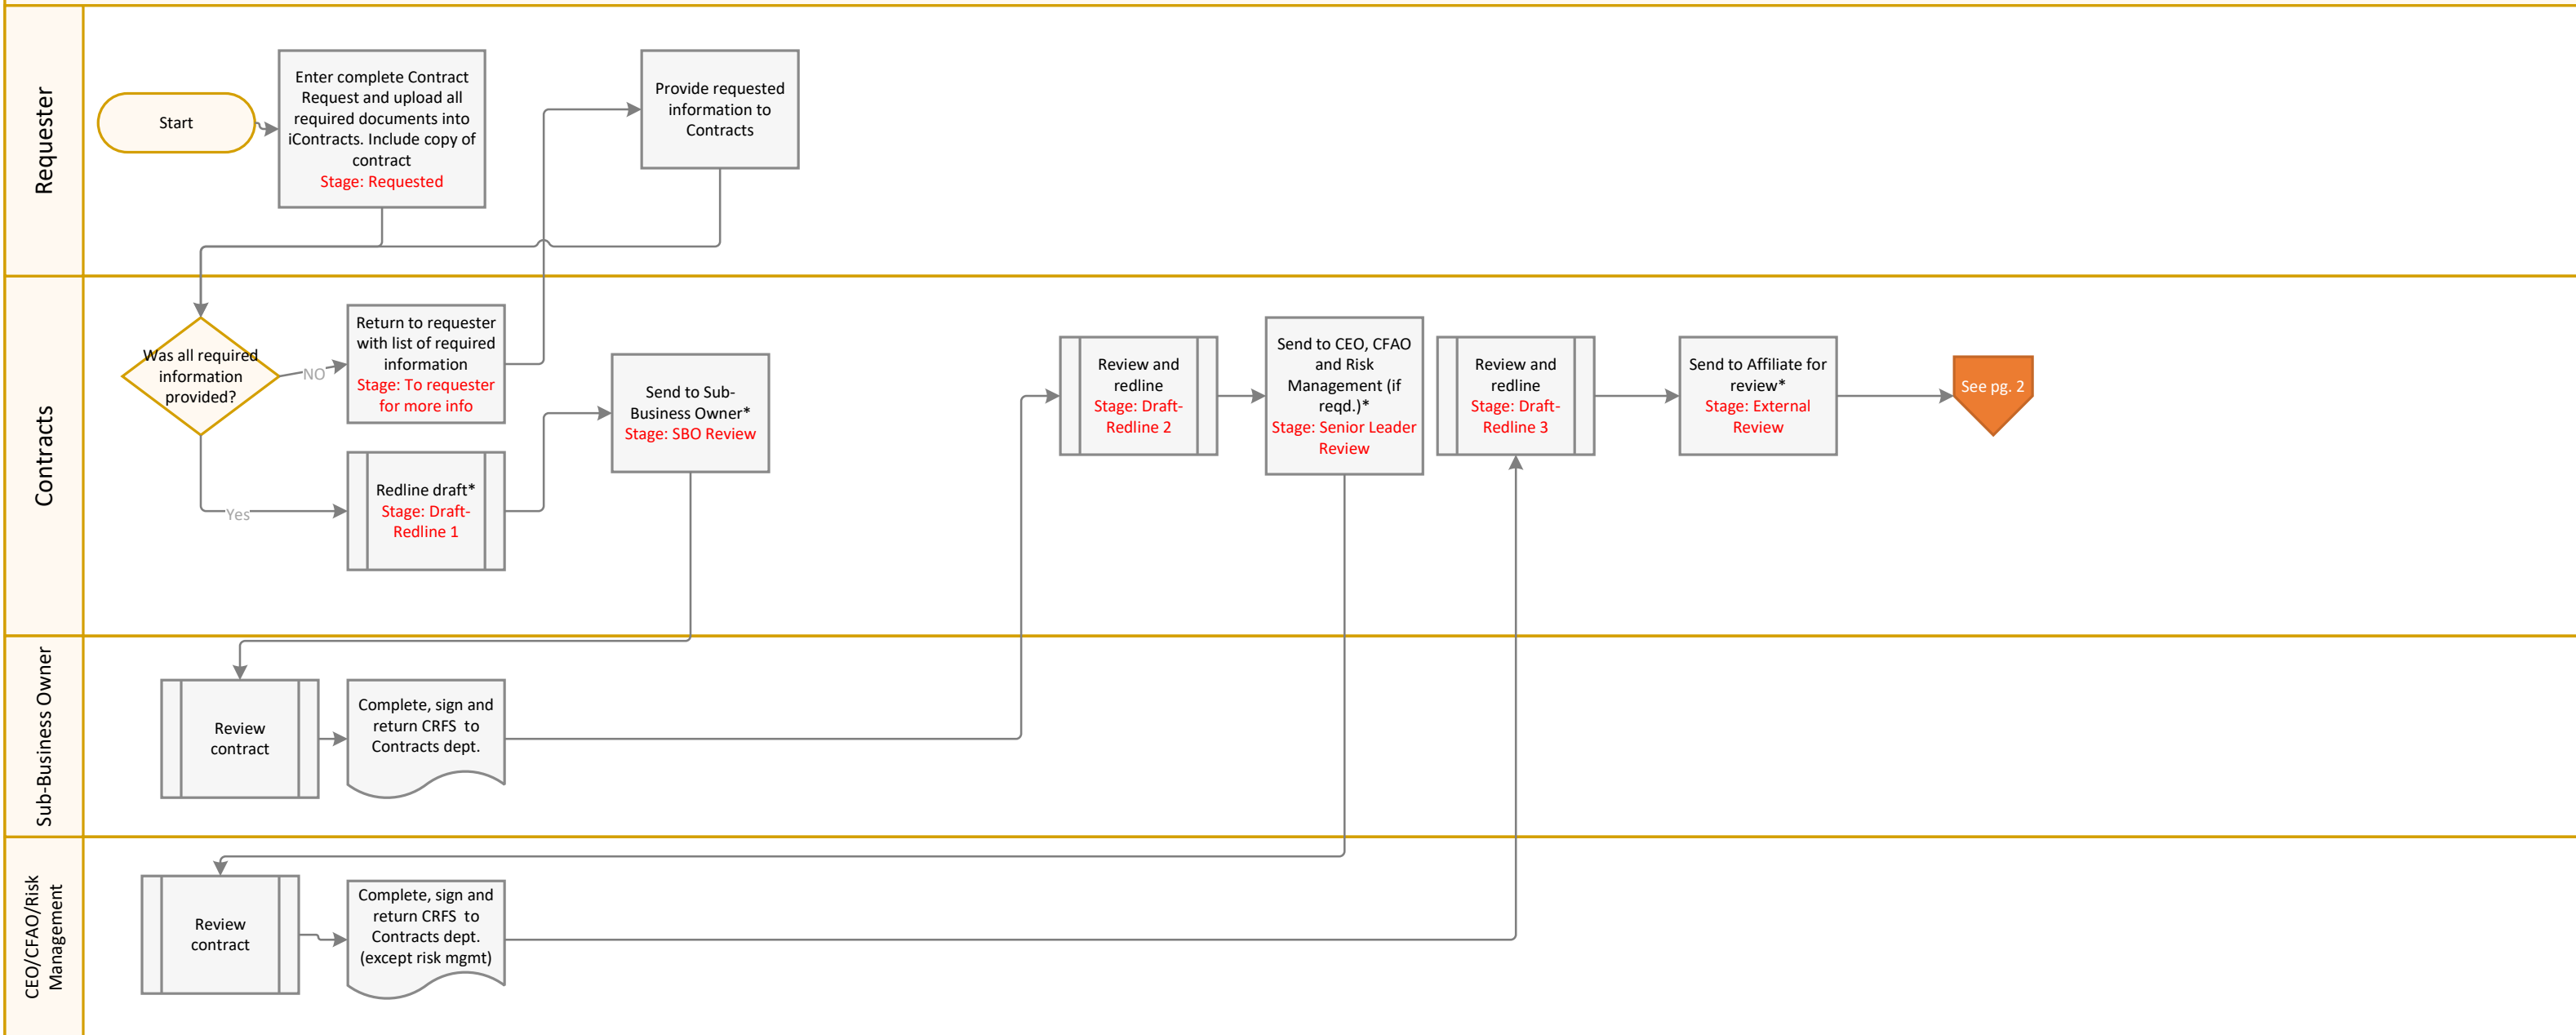 Requester
Start
Enter complete Contract
Request and upload all
required documents into
iContracts. Include copy of
contract
Stage: Requested
Provide requested
information to
Contracts
Contracts
Was all required
information
provided?
NO
Yes
Return to requester
with list of required
information
Stage: To requester
for more info
Redline draft*
Stage: Draft-
Redline 1
Send to Sub-
Business Owner*
Stage: SBO Review
Review and
redline
Stage: Draft-
Redline 2
Send to CEO, CFAO
and Risk
Management (if
reqd.)*
Stage: Senior Leader
Review
Review and
redline
Stage: Draft-
Redline 3
Send to Affiliate for
review*
Stage: External
Review
See pg. 2
Sub-Business Owner
Review
contract
Complete, sign and
return CRFS to
Contracts dept.
CEO/CFAO/Risk
Management
Review
contract
Complete, sign and
return CRFS to
Contracts dept.
(except risk mgmt)